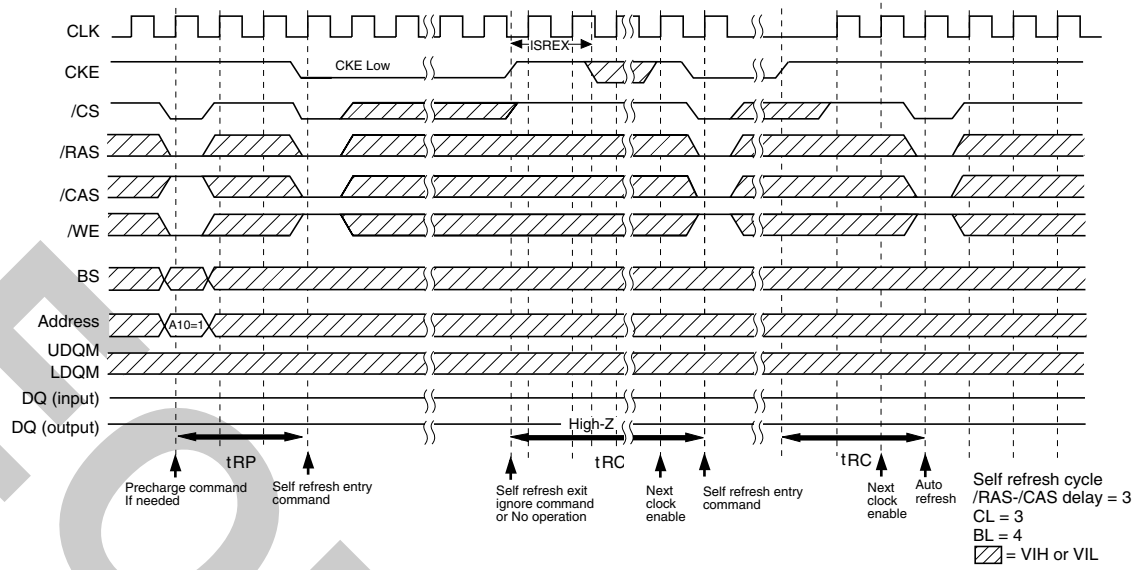 CLK
lSREX
CKE
CKE Low
/CS
/RAS
/CAS
/WE
BS
Address
A10=1
UDQM
LDQM
DQ (input)
DQ (output)
High-Z
tRP
tRC
tRC
Precharge command
If needed
Self refresh entry
command
Self refresh exit
ignore command
or No operation
Next
clock
enable
Self refresh entry
command
Next
clock
enable
Auto
refresh
Self refresh cycle
/RAS-/CAS delay = 3
CL = 3
BL = 4
= VIH or VIL